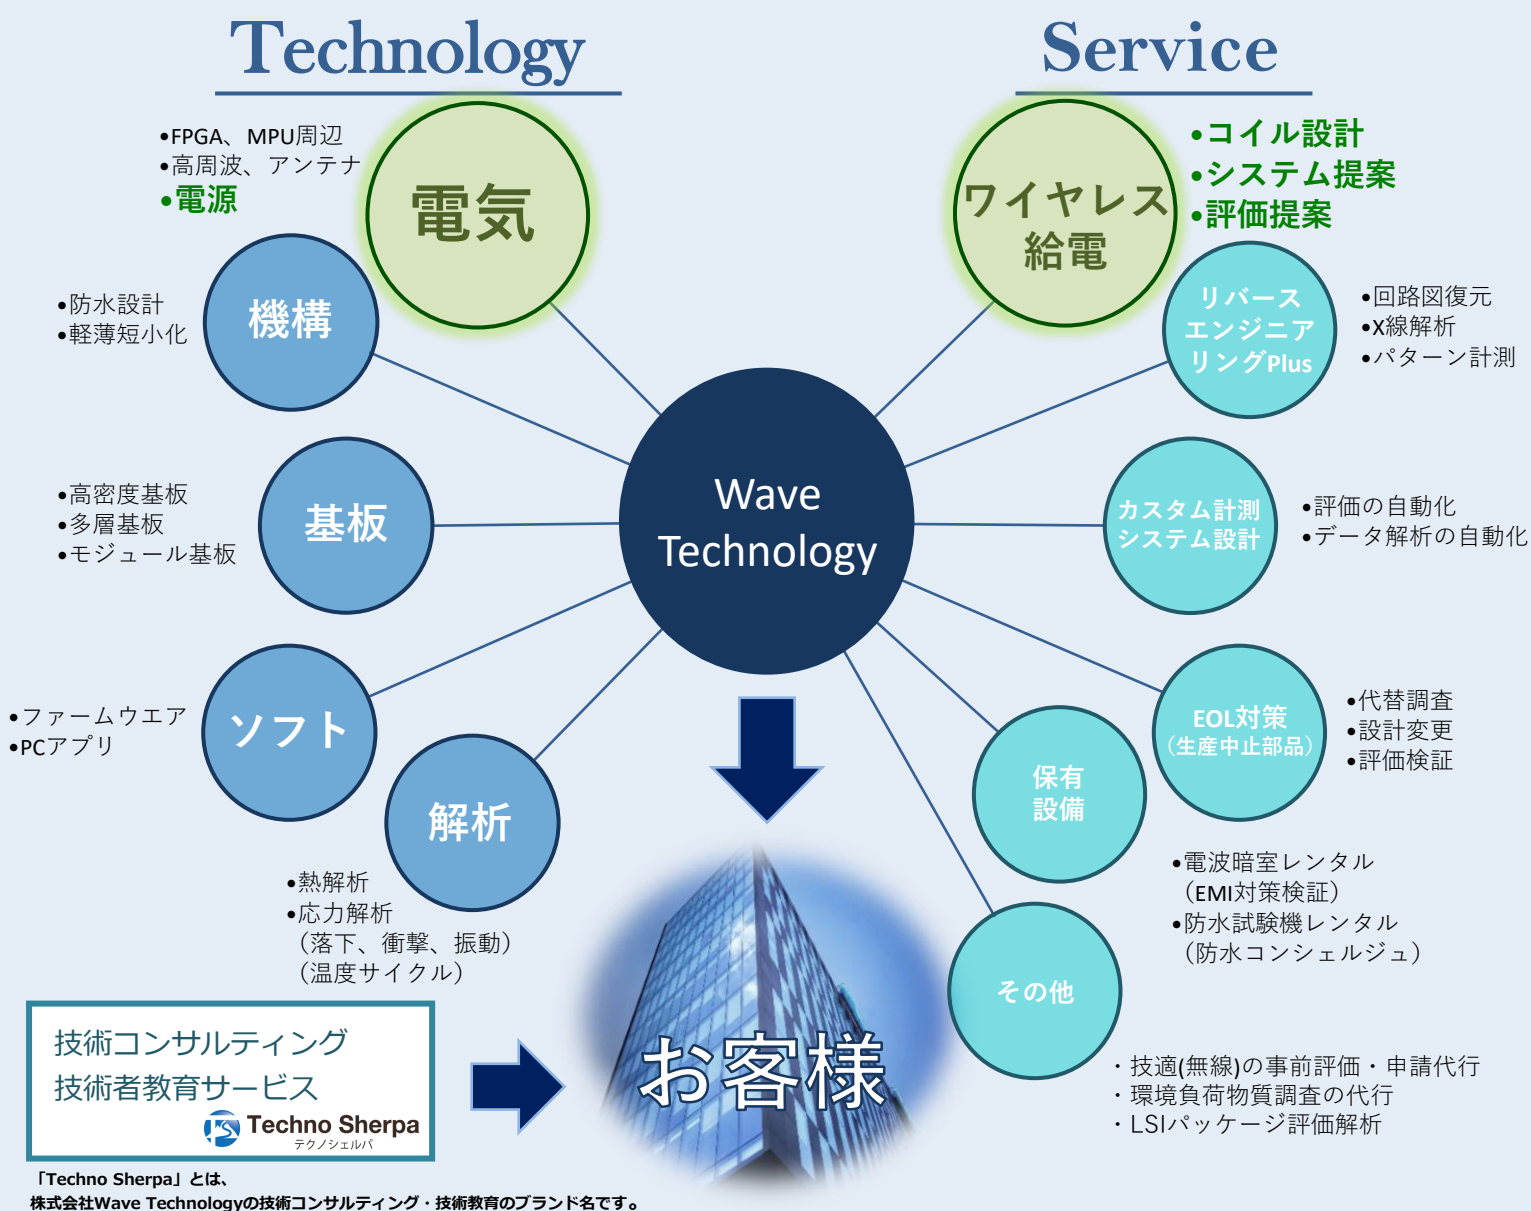 Technology
Service
•FPGA、MPU周辺
•高周波、アンテナ
•電源
電気
ワイヤレス
給電
•コイル設計
•システム提案
•評価提案
•防水設計
•軽薄短小化
機構
リバース
エンジニア
リングPlus
•回路図復元
•X線解析
•パターン計測
•高密度基板
•多層基板
•モジュール基板
基板
Wave
Technology
カスタム計測
システム設計
•評価の自動化
•データ解析の自動化
•ファームウエア
•PCアプリ
ソフト
EOL対策
（生産中止部品）
•代替調査
•設計変更
•評価検証
解析
•熱解析
•応力解析
（落下、衝撃、振動）
（温度サイクル）
保有
設備
•電波暗室レンタル
（EMI対策検証）
•防水試験機レンタル
（防水コンシェルジュ）
その他
・技適(無線)の事前評価・申請代行
・環境負荷物質調査の代行
・LSIパッケージ評価解析
お客様
技術コンサルティング
技術者教育サービス
TS Techno Sherpa
テクノシェルパ
「Techno Sherpa」とは、
株式会社Wave Technologyの技術コンサルティング・技術教育のブランド名です。